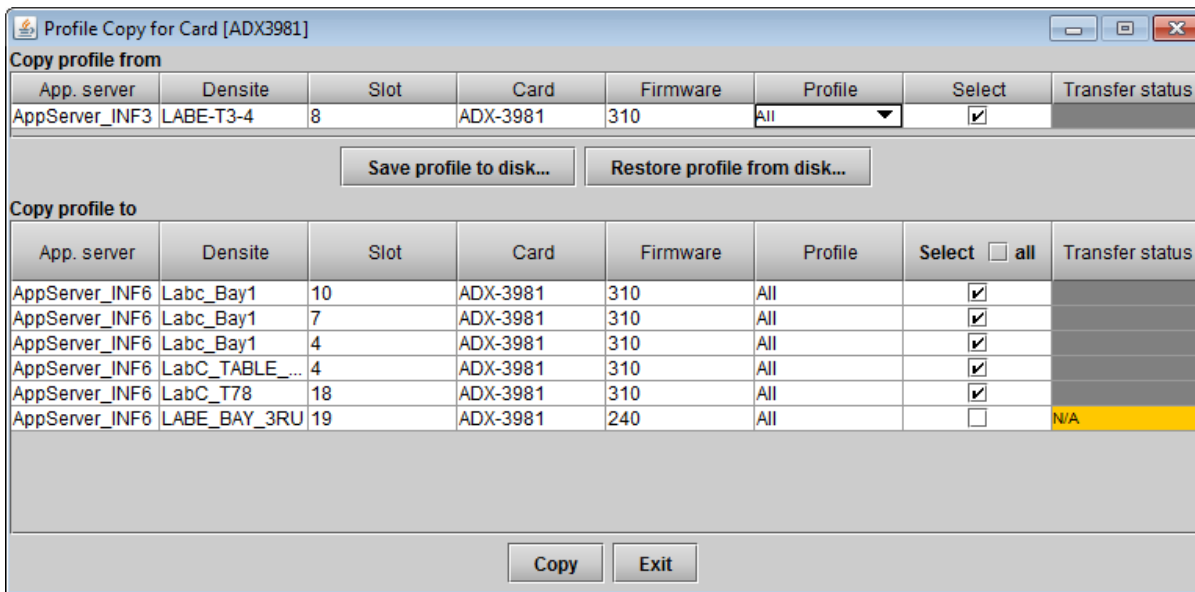 Profile Copy for Card [ADX3981]
Copy profile from
App. server Densite Slot Card Firmware Profile Select Transfer status
AppServer_INF3 LABE-T3-4 8 ADX-3981 310 All
Save profile to disk... Restore profile from disk...
Copy profile to
App. server Densite Slot Card Firmware Profile Select all Transfer status
AppServer_INF6 Labc_Bay1 10 ADX-3981 310 All
AppServer_INF6 Labc_Bay1 7 ADX-3981 310 All
AppServer_INF6 Labc_Bay1 4 ADX-3981 310 All
AppServer_INF6 LabC_TABLE_... 4 ADX-3981 310 All
AppServer_INF6 LabC_T78 18 ADX-3981 310 All
AppServer_INF6 LABE_BAY_3RU 19 ADX-3981 240 All N/A
Copy Exit